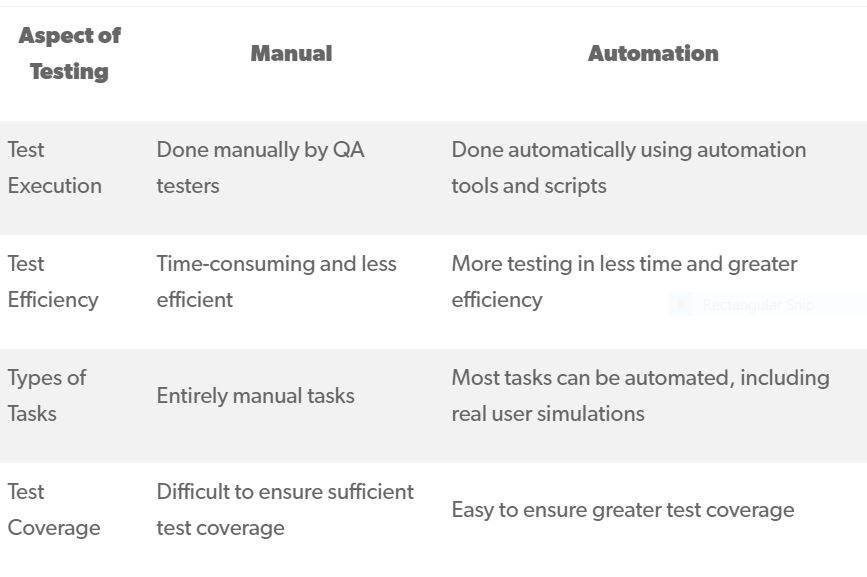 Aspect of
Testing
Manual
Automation
Test
Execution
Done manually by QA
testers
Done automatically using automation
tools and scripts
Test
Efficiency
Time-consuming and less
efficient
More testing in less time and greater
efficiency
Rectangular Snip
Types of
Tasks
Entirely manual tasks
Most tasks can be automated, including
real user simulations
Test
Coverage
Difficult to ensure sufficient
test coverage
Easy to ensure greater test coverage